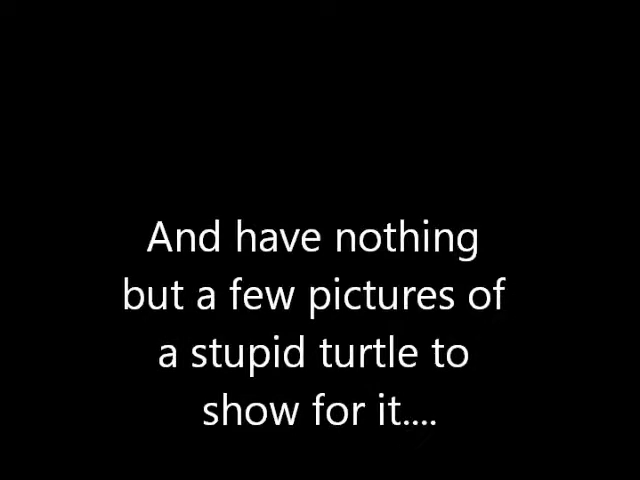 And have nothing
but a few pictures of
a stupid turtle to
show for it....